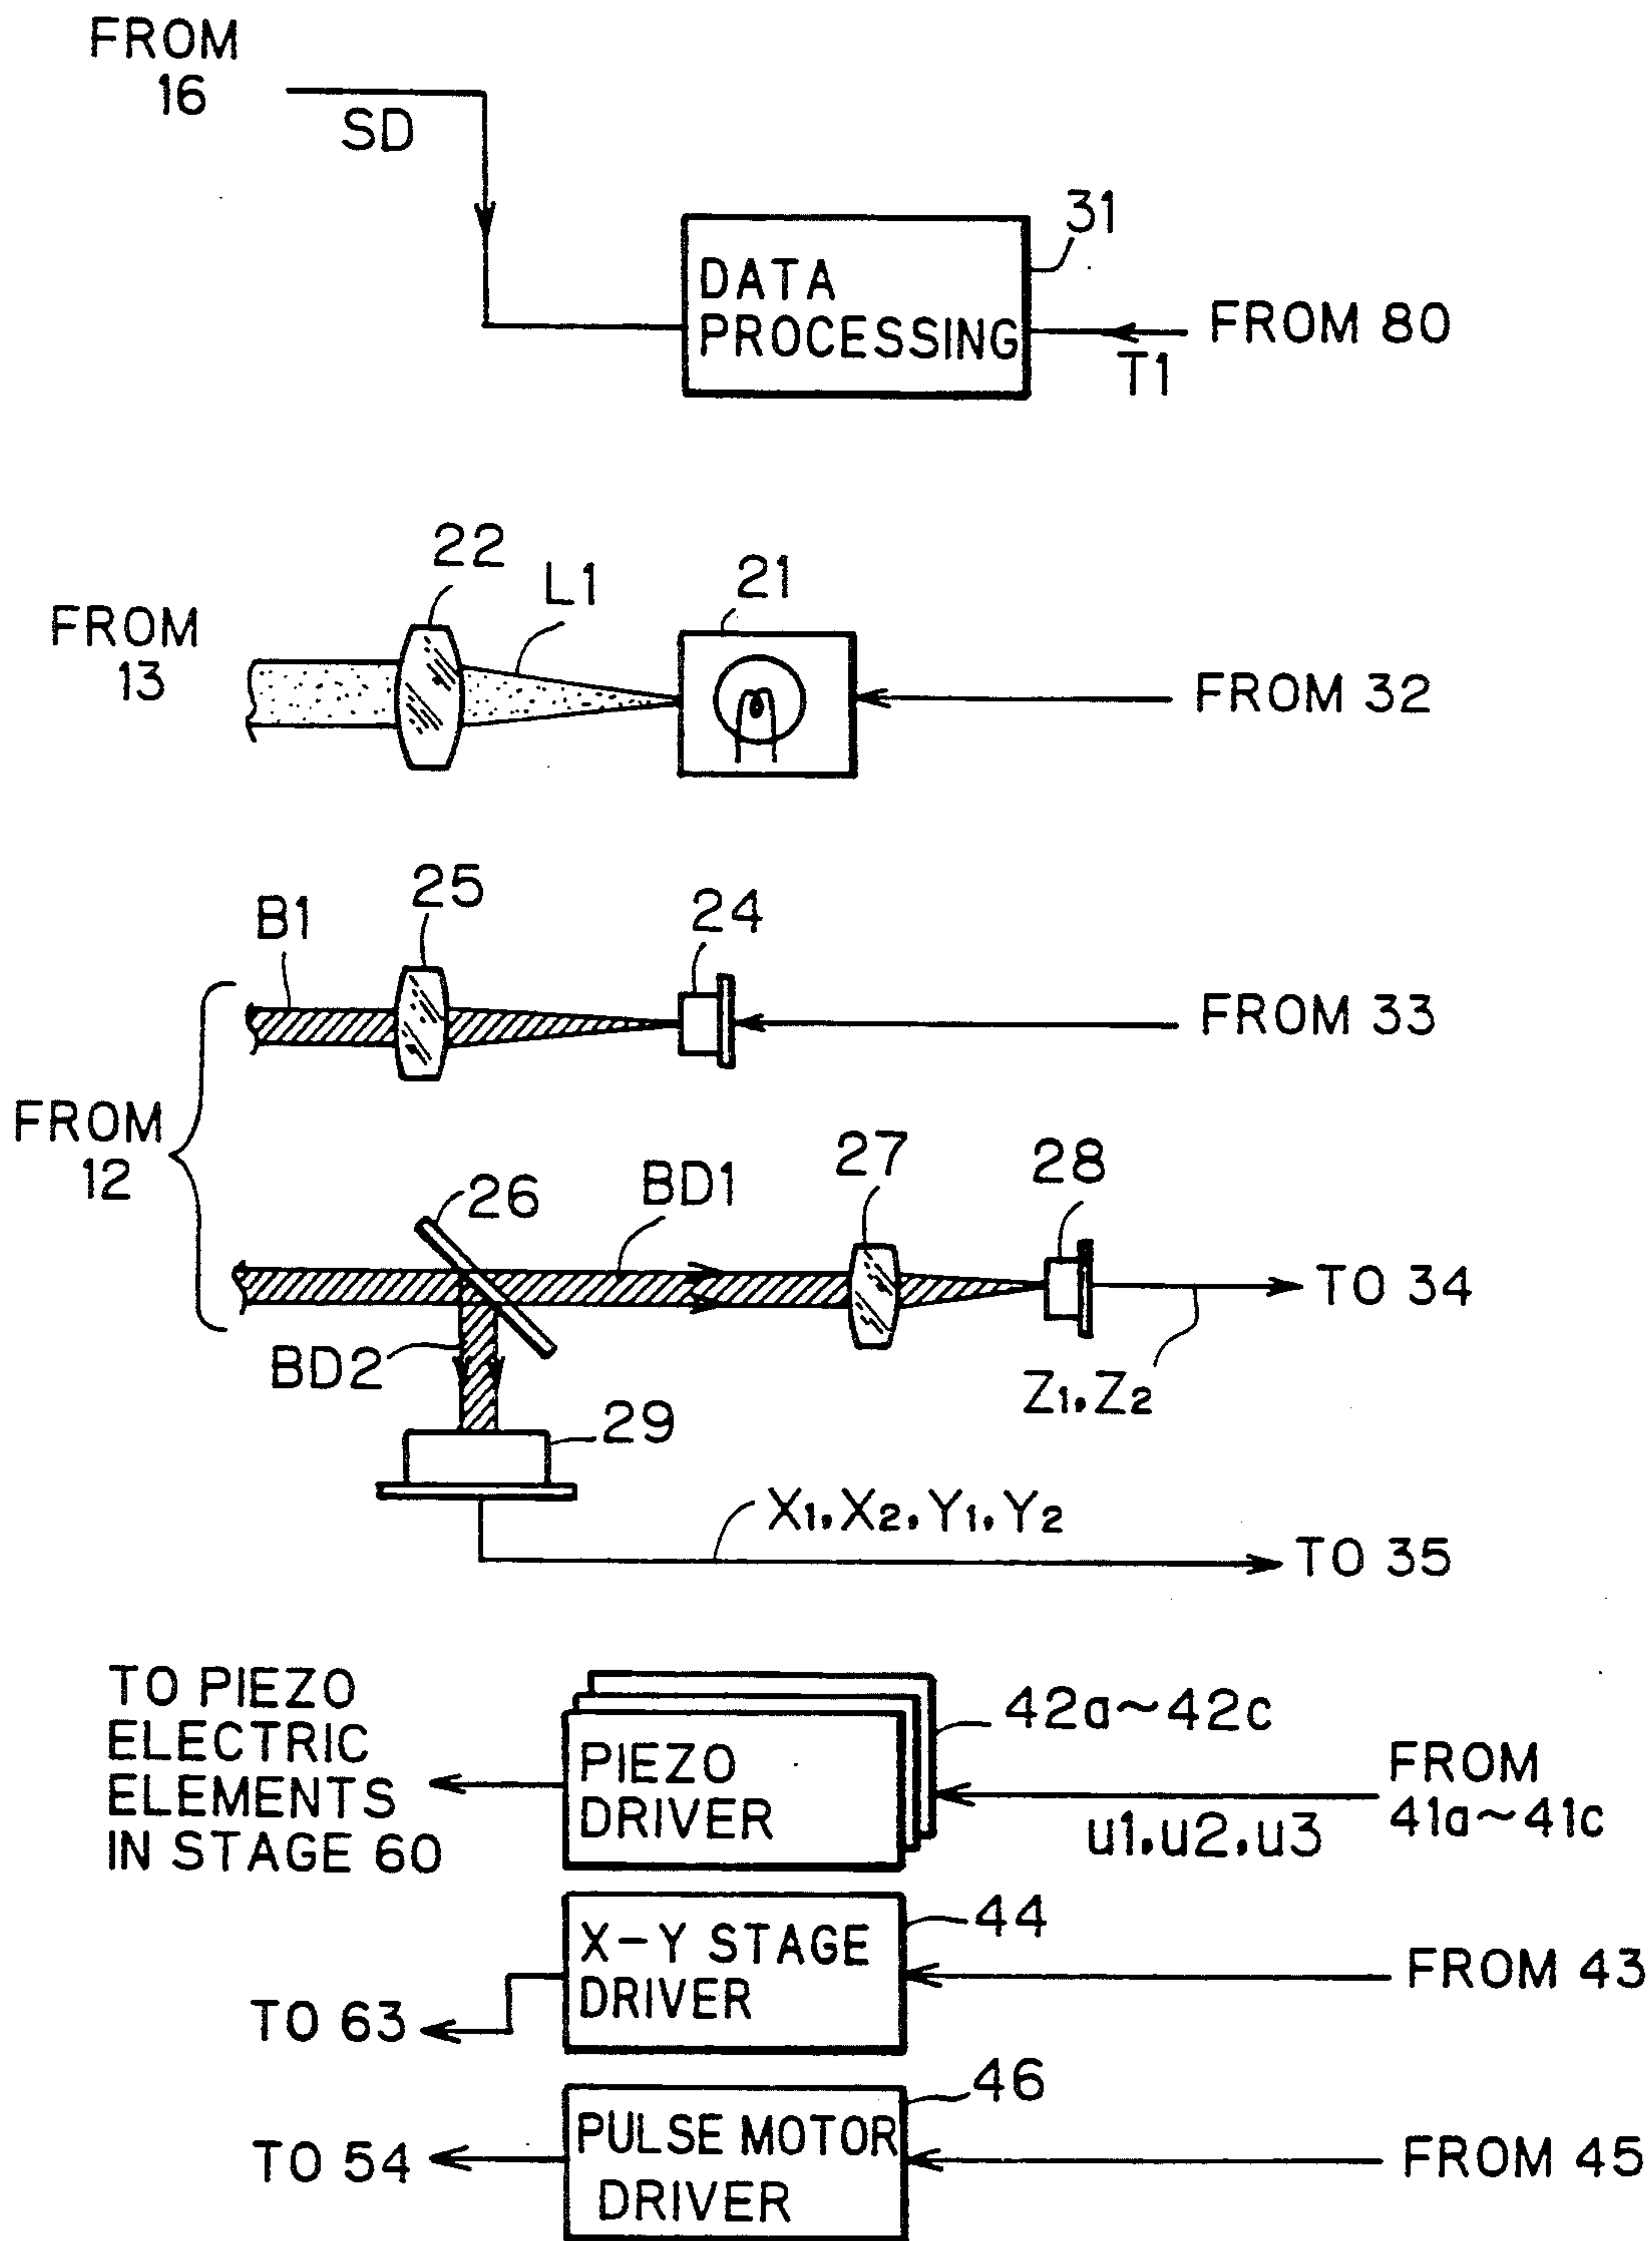 FROM
16
SD
31
DATA
PROCESSING
FROM 80
T1
22
L1
21
FROM
13
FROM 32
B1
25
24
FROM 33
FROM
12
26
BD1
27
28
TO 34
BD2
Z1,Z2
29
X1,X2,Y1,Y2
TO 35
TO PIEZO
ELECTRIC
ELEMENTS
IN STAGE 60
PIEZO
DRIVER
42a~42c
FROM
41a~41c
u1,u2,u3
X-Y STAGE
DRIVER
44
FROM 43
TO 63
46
PULSE MOTOR
DRIVER
TO 54
FROM 45